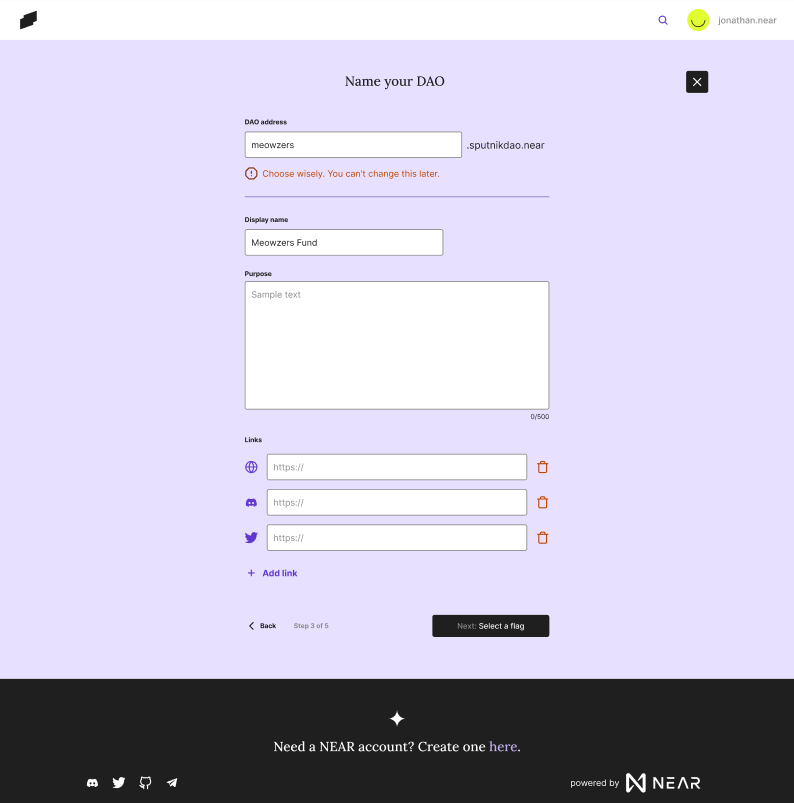 jonathan.near
Name your DAO
DAO address
meowzers .sputnikdao.near
Choose wisely. You can't change this later.
Display name
Meowzers Fund
Purpose
Sample text
0/500
Links
https://
https://
https://
+ Add link
Back Step 3 of 5 Next: Select a flag
Need a NEAR account? Create one here.
powered by NEAR